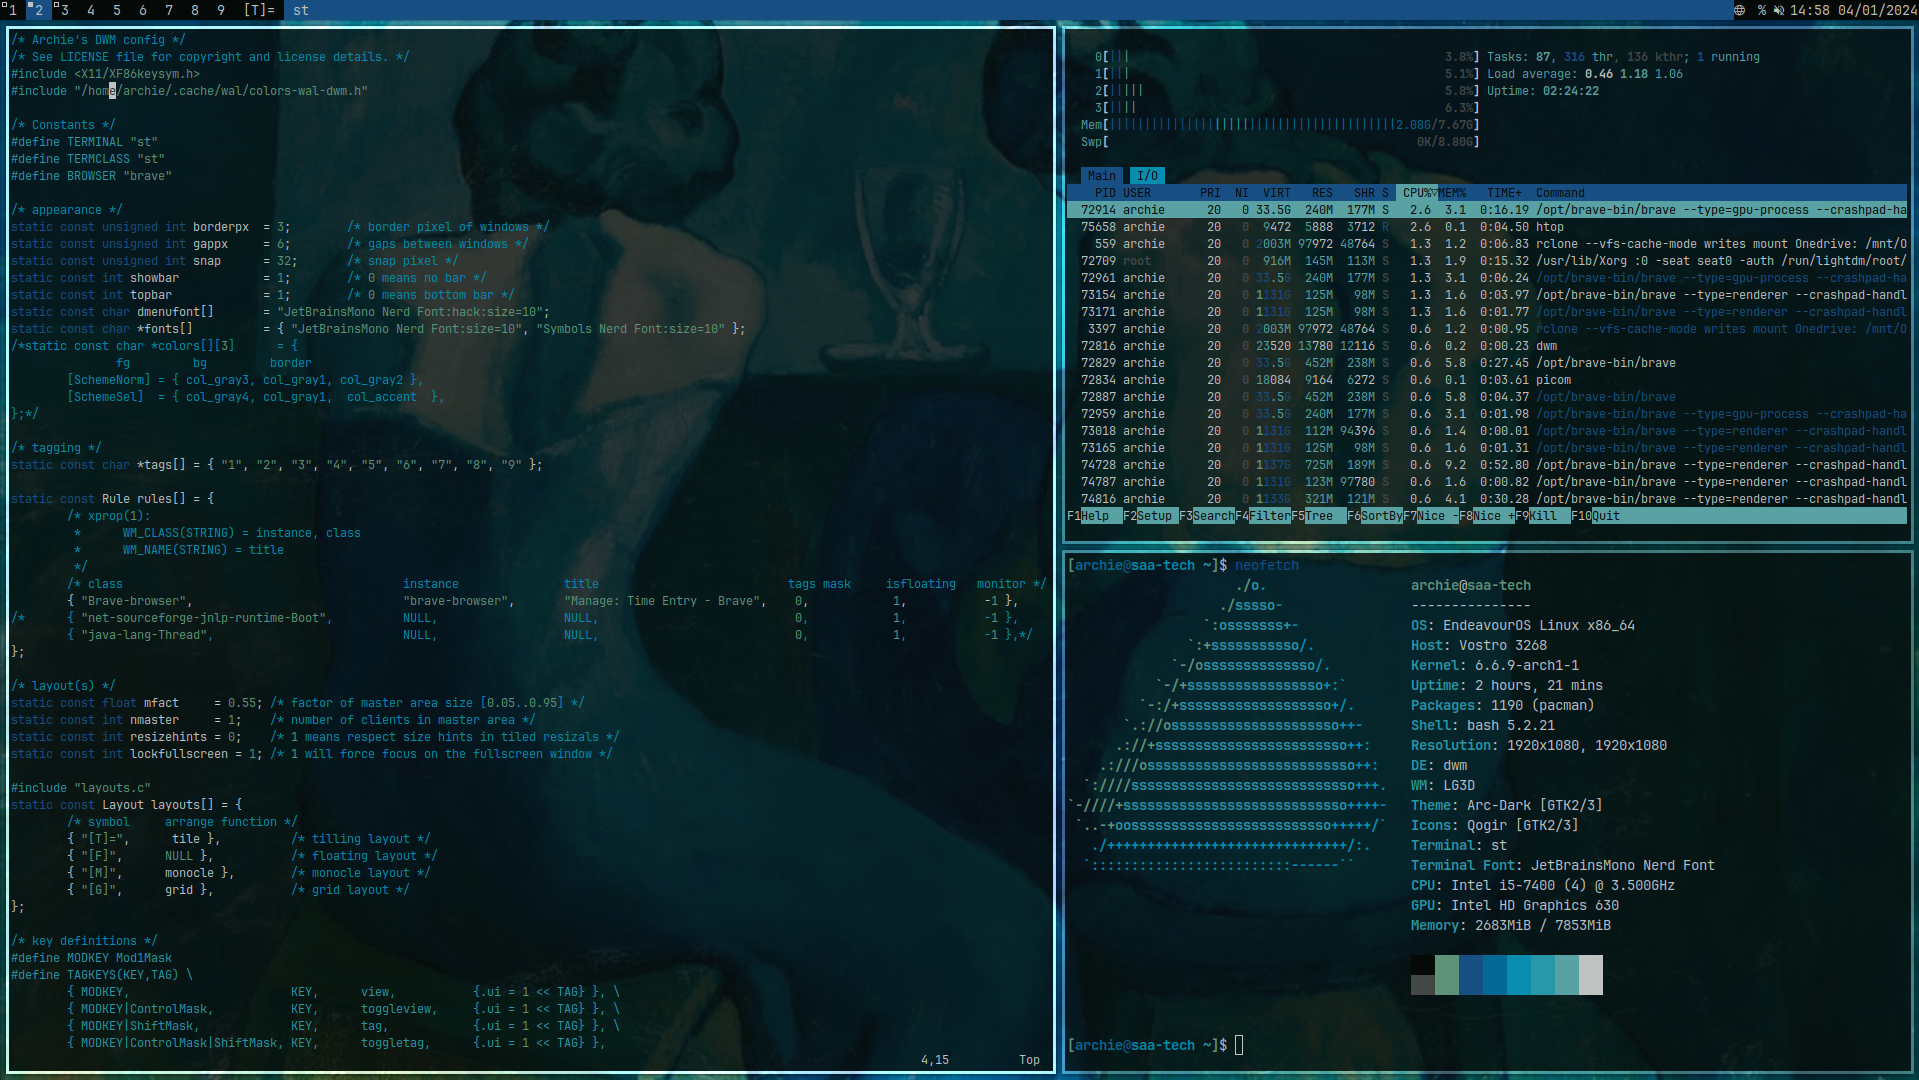 1 2 3 4 5 6 7 8 9 [T]= st % 14:58 04/01/2024
/* Archie's DWM config */
/* See LICENSE file for copyright and license details. */
#include <X11/XF86keysym.h>
#include "/home/archie/.cache/wal/colors-wal-dwm.h"
/* Constants */
#define TERMINAL "st"
#define TERMCLASS "st"
#define BROWSER "brave"
/* appearance */
static const unsigned int borderpx = 3; /* border pixel of windows */
static const unsigned int gappx = 6; /* gaps between windows */
static const unsigned int snap = 32; /* snap pixel */
static const int showbar = 1; /* 0 means no bar */
static const int topbar = 1; /* 0 means bottom bar */
static const char dmenufont[] = "JetBrainsMono Nerd Font:hack:size=10";
static const char *fonts[] = { "JetBrainsMono Nerd Font:size=10", "Symbols Nerd Font:size=10" };
/*static const char *colors[][3] = {
fg bg border
[SchemeNorm] = { col_gray3, col_gray1, col_gray2 },
[SchemeSel] = { col_gray4, col_gray1, col_accent },
};*/
/* tagging */
static const char *tags[] = { "1", "2", "3", "4", "5", "6", "7", "8", "9" };
static const Rule rules[] = {
/* xprop(1):
* WM_CLASS(STRING) = instance, class
* WM_NAME(STRING) = title
*/
/* class instance title tags mask isfloating monitor */
{ "Brave-browser", "brave-browser", "Manage: Time Entry - Brave", 0, 1, -1 },
/* { "net-sourceforge-jnlp-runtime-Boot", NULL, NULL, 0, 1, -1 },
{ "java-lang-Thread", NULL, NULL, 0, 1, -1 },*/
};
/* layout(s) */
static const float mfact = 0.55; /* factor of master area size [0.05..0.95] */
static const int nmaster = 1; /* number of clients in master area */
static const int resizehints = 0; /* 1 means respect size hints in tiled resizals */
static const int lockfullscreen = 1; /* 1 will force focus on the fullscreen window */
#include "layouts.c"
static const Layout layouts[] = {
/* symbol arrange function */
{ "[T]=", tile }, /* tilling layout */
{ "[F]", NULL }, /* floating layout */
{ "[M]", monocle }, /* monocle layout */
{ "[G]", grid }, /* grid layout */
};
/* key definitions */
#define MODKEY Mod1Mask
#define TAGKEYS(KEY,TAG) \
{ MODKEY, KEY, view, {.ui = 1 << TAG} }, \
{ MODKEY|ControlMask, KEY, toggleview, {.ui = 1 << TAG} }, \
{ MODKEY|ShiftMask, KEY, tag, {.ui = 1 << TAG} }, \
{ MODKEY|ControlMask|ShiftMask, KEY, toggletag, {.ui = 1 << TAG} },
4,15 Top
0[||| 3.8%] Tasks: 87, 316 thr, 136 kthr; 1 running
1[||| 5.1%] Load average: 0.46 1.18 1.06
2[||||| 5.8%] Uptime: 02:24:22
3[|||| 6.3%]
Mem[|||||||||||||||||||||||||||||||||||||||||2.08G/7.67G]
Swp[ 0K/8.80G]
Main I/O
PID USER PRI NI VIRT RES SHR S CPU%▽MEM% TIME+ Command
72914 archie 20 0 33.5G 240M 177M S 2.6 3.1 0:16.19 /opt/brave-bin/brave --type=gpu-process --crashpad-ha
75658 archie 20 0 9472 5888 3712 R 2.6 0.1 0:04.50 htop
559 archie 20 0 2003M 97972 48764 S 1.3 1.2 0:06.83 rclone --vfs-cache-mode writes mount Onedrive: /mnt/O
72709 root 20 0 916M 145M 113M S 1.3 1.9 0:15.32 /usr/lib/Xorg :0 -seat seat0 -auth /run/lightdm/root/
72961 archie 20 0 33.5G 240M 177M S 1.3 3.1 0:06.24 /opt/brave-bin/brave --type=gpu-process --crashpad-ha
73154 archie 20 0 1131G 125M 98M S 1.3 1.6 0:03.97 /opt/brave-bin/brave --type=renderer --crashpad-handl
73171 archie 20 0 1131G 125M 98M S 1.3 1.6 0:01.77 /opt/brave-bin/brave --type=renderer --crashpad-handl
3397 archie 20 0 2003M 97972 48764 S 0.6 1.2 0:00.95 rclone --vfs-cache-mode writes mount Onedrive: /mnt/O
72816 archie 20 0 23520 13780 12116 S 0.6 0.2 0:00.23 dwm
72829 archie 20 0 33.5G 452M 238M S 0.6 5.8 0:27.45 /opt/brave-bin/brave
72834 archie 20 0 18084 9164 6272 S 0.6 0.1 0:03.61 picom
72887 archie 20 0 33.5G 452M 238M S 0.6 5.8 0:04.37 /opt/brave-bin/brave
72959 archie 20 0 33.5G 240M 177M S 0.6 3.1 0:01.98 /opt/brave-bin/brave --type=gpu-process --crashpad-ha
73018 archie 20 0 1131G 112M 94396 S 0.6 1.4 0:00.01 /opt/brave-bin/brave --type=renderer --crashpad-handl
73165 archie 20 0 1131G 125M 98M S 0.6 1.6 0:01.31 /opt/brave-bin/brave --type=renderer --crashpad-handl
74728 archie 20 0 1137G 725M 189M S 0.6 9.2 0:52.80 /opt/brave-bin/brave --type=renderer --crashpad-handl
74787 archie 20 0 1131G 123M 97780 S 0.6 1.6 0:00.82 /opt/brave-bin/brave --type=renderer --crashpad-handl
74816 archie 20 0 1133G 321M 121M S 0.6 4.1 0:30.28 /opt/brave-bin/brave --type=renderer --crashpad-handl
F1Help F2Setup F3SearchF4FilterF5Tree F6SortByF7Nice -F8Nice +F9Kill F10Quit
[archie@saa-tech ~]$ neofetch
./o. archie@saa-tech
./sssso- ---------------
`:osssssss+- OS: EndeavourOS Linux x86_64
`:+sssssssssso/. Host: Vostro 3268
`-/ossssssssssssso/. Kernel: 6.6.9-arch1-1
`-/+sssssssssssssssso+:` Uptime: 2 hours, 21 mins
`-:/+sssssssssssssssssso+/. Packages: 1190 (pacman)
`.://osssssssssssssssssssso++- Shell: bash 5.2.21
.://+ssssssssssssssssssssssso++: Resolution: 1920x1080, 1920x1080
.:///ossssssssssssssssssssssssso++: DE: dwm
`:////ssssssssssssssssssssssssssso+++. WM: LG3D
`-////+ssssssssssssssssssssssssssso++++- Theme: Arc-Dark [GTK2/3]
`..-+oosssssssssssssssssssssssso+++++/` Icons: Qogir [GTK2/3]
./++++++++++++++++++++++++++++++/:. Terminal: st
`:::::::::::::::::::::::::------`` Terminal Font: JetBrainsMono Nerd Font
CPU: Intel i5-7400 (4) @ 3.500GHz
GPU: Intel HD Graphics 630
Memory: 2683MiB / 7853MiB
[archie@saa-tech ~]$